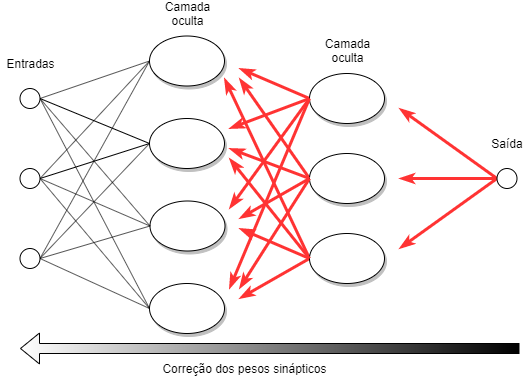 Camada
oculta
Camada
oculta
Entradas
Saída
Correção dos pesos sinápticos